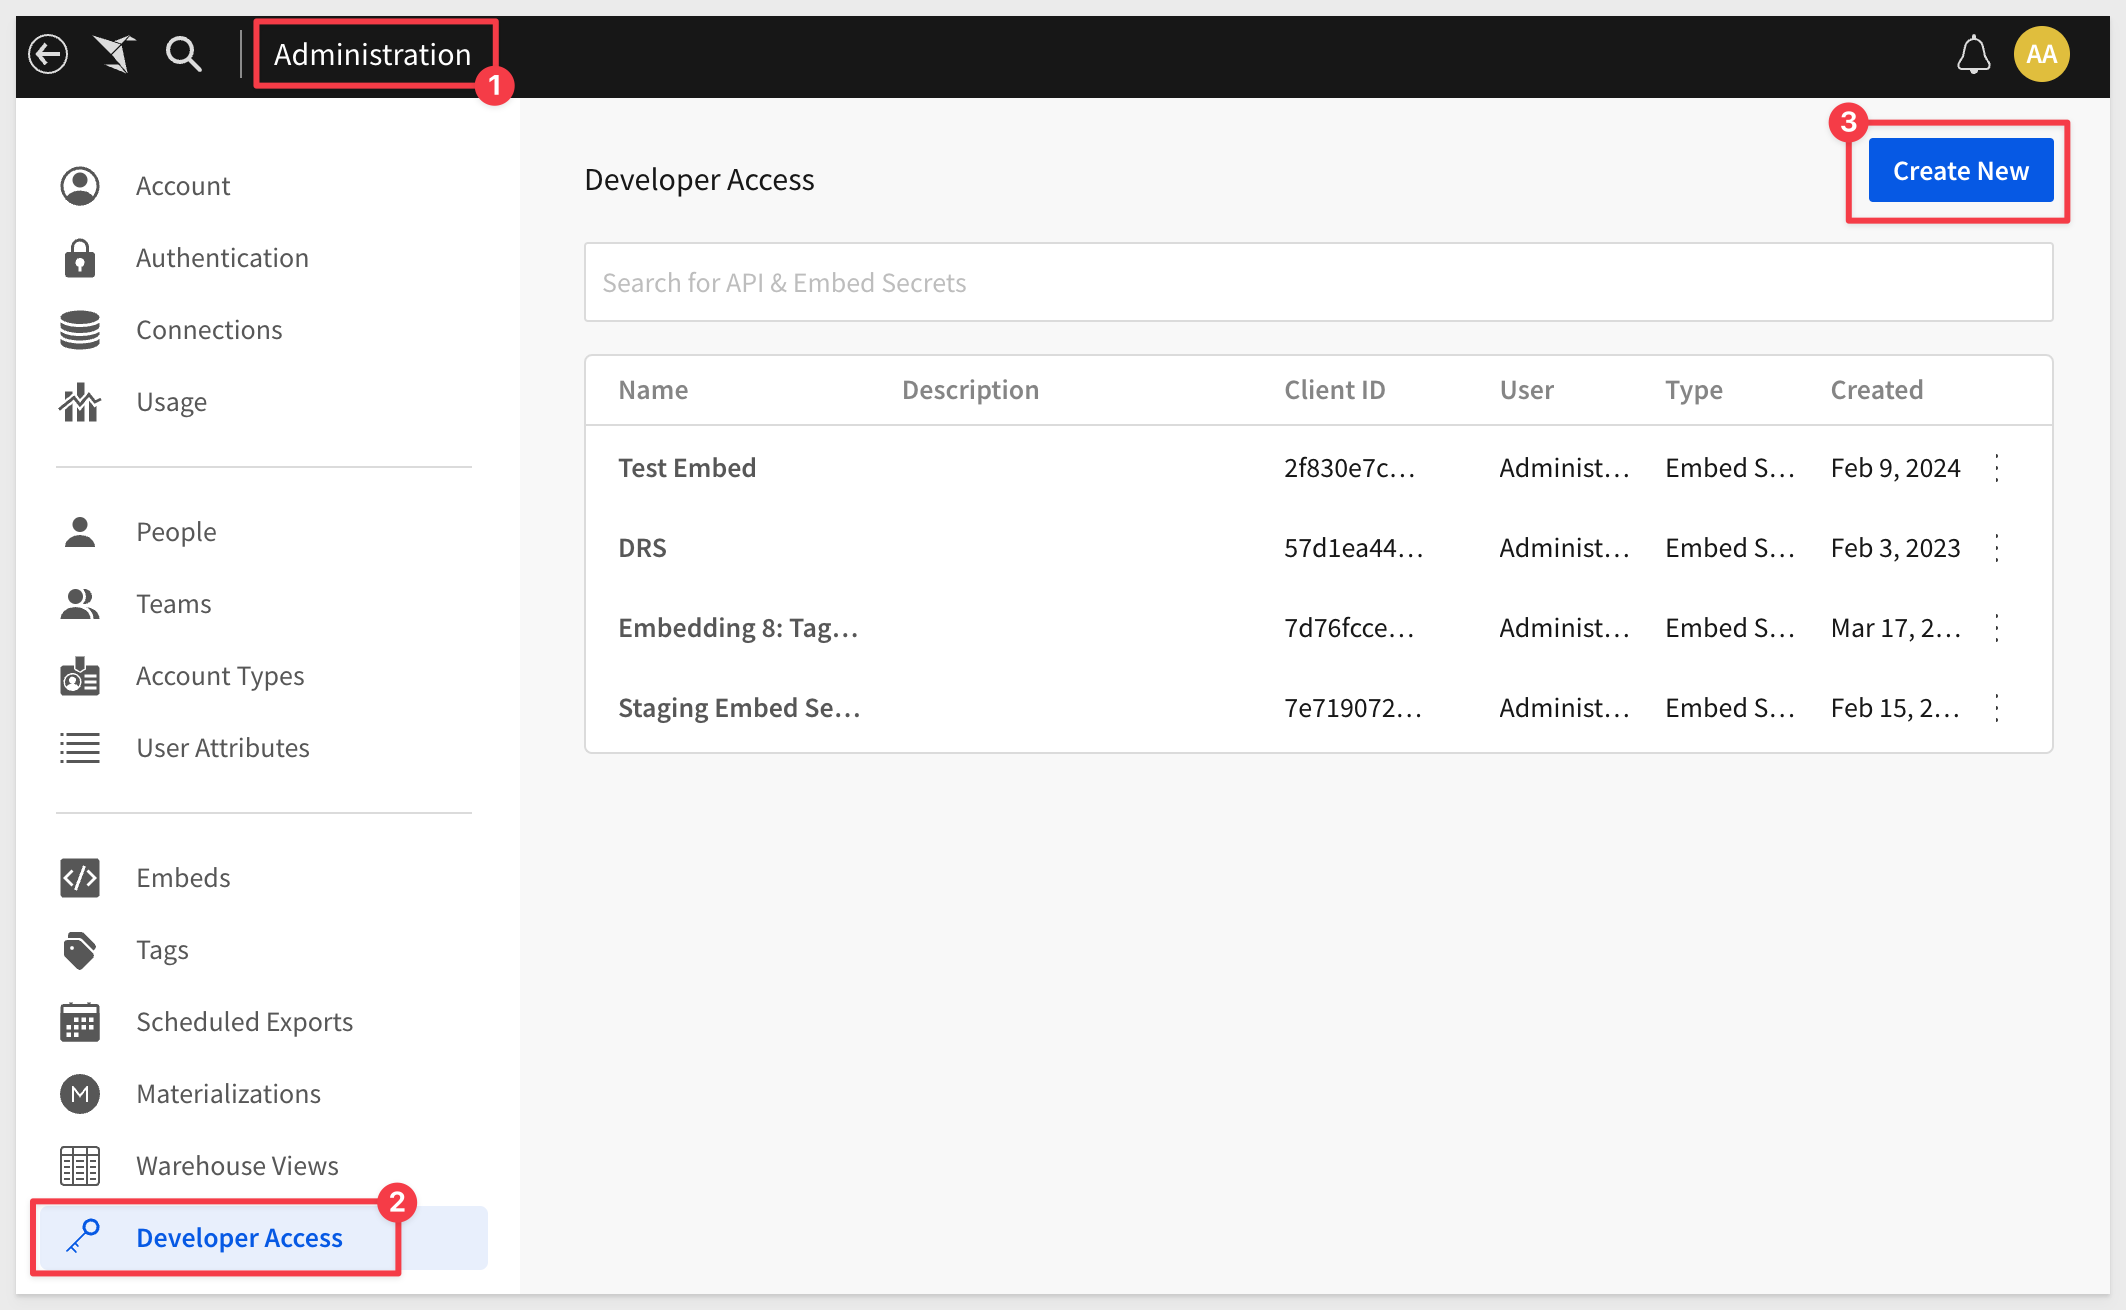 Administration
1
AA
Account
Authentication
Connections
Usage
People
Teams
Account Types
User Attributes
Embeds
Tags
Scheduled Exports
M
Materializations
Warehouse Views
2
Developer Access
3
Developer Access
Create New
Search for API & Embed Secrets
Name Description Client ID User Type Created
Test Embed 2f830e7c… Administ… Embed S… Feb 9, 2024
DRS 57d1ea44… Administ… Embed S… Feb 3, 2023
Embedding 8: Tag… 7d76fcce… Administ… Embed S… Mar 17, 2…
Staging Embed Se… 7e719072… Administ… Embed S… Feb 15, 2…